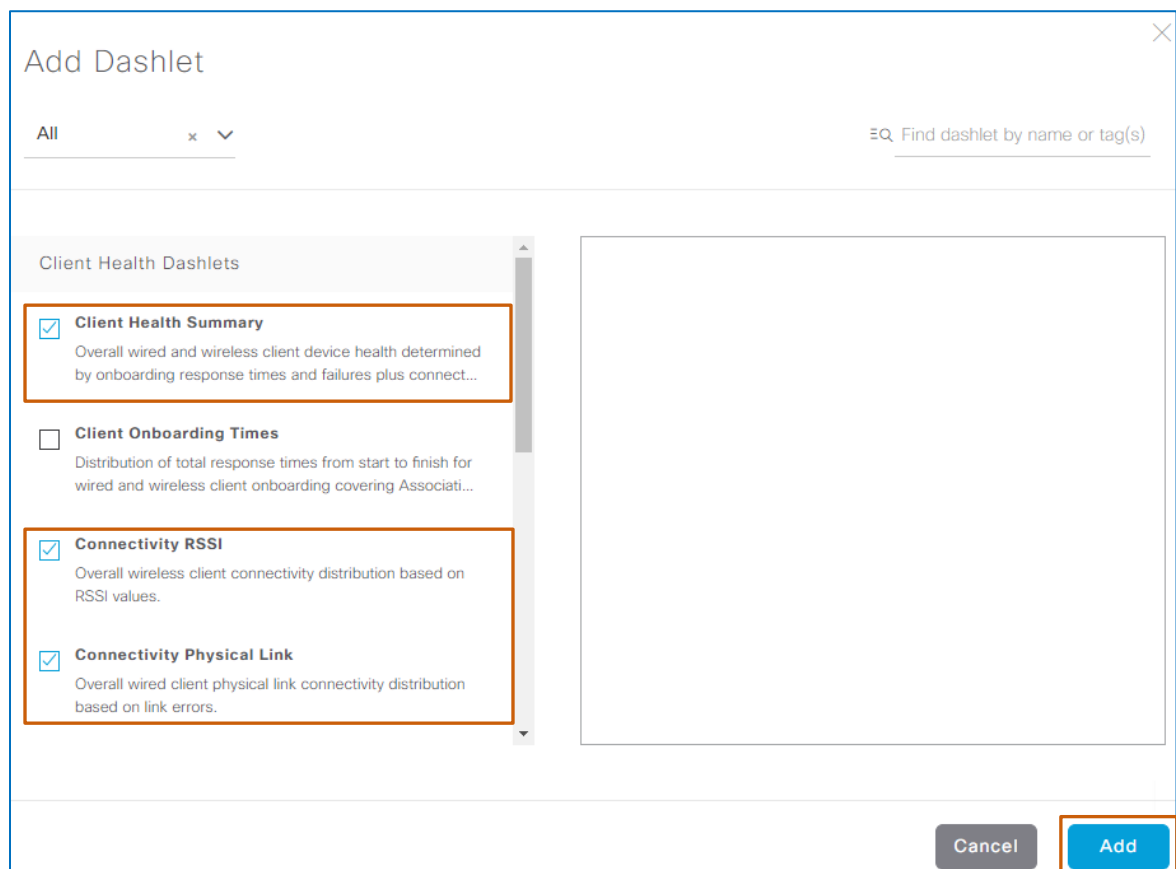 Add Dashlet
All
Find dashlet by name or tag(s)
Client Health Dashlets
Client Health Summary
Overall wired and wireless client device health determined
by onboarding response times and failures plus connect...
Client Onboarding Times
Distribution of total response times from start to finish for
wired and wireless client onboarding covering Associati...
Connectivity RSSI
Overall wireless client connectivity distribution based on
RSSI values.
Connectivity Physical Link
Overall wired client physical link connectivity distribution
based on link errors.
Cancel
Add